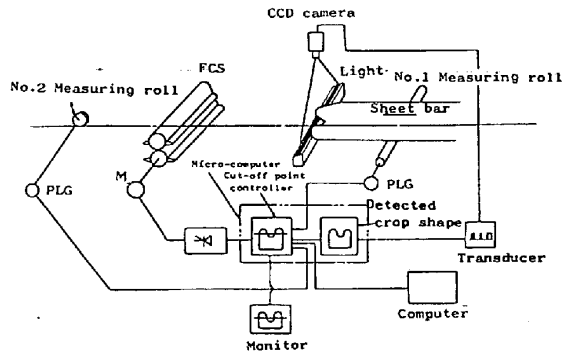 CCD camera
FCS
Light
No.1 Measuring roll
No.2 Measuring roll
Sheet bar
Micro-computer
Cut-off point
controller
M
PLG
PLG
Detected
crop shape
Transducer
Computer
Monitor